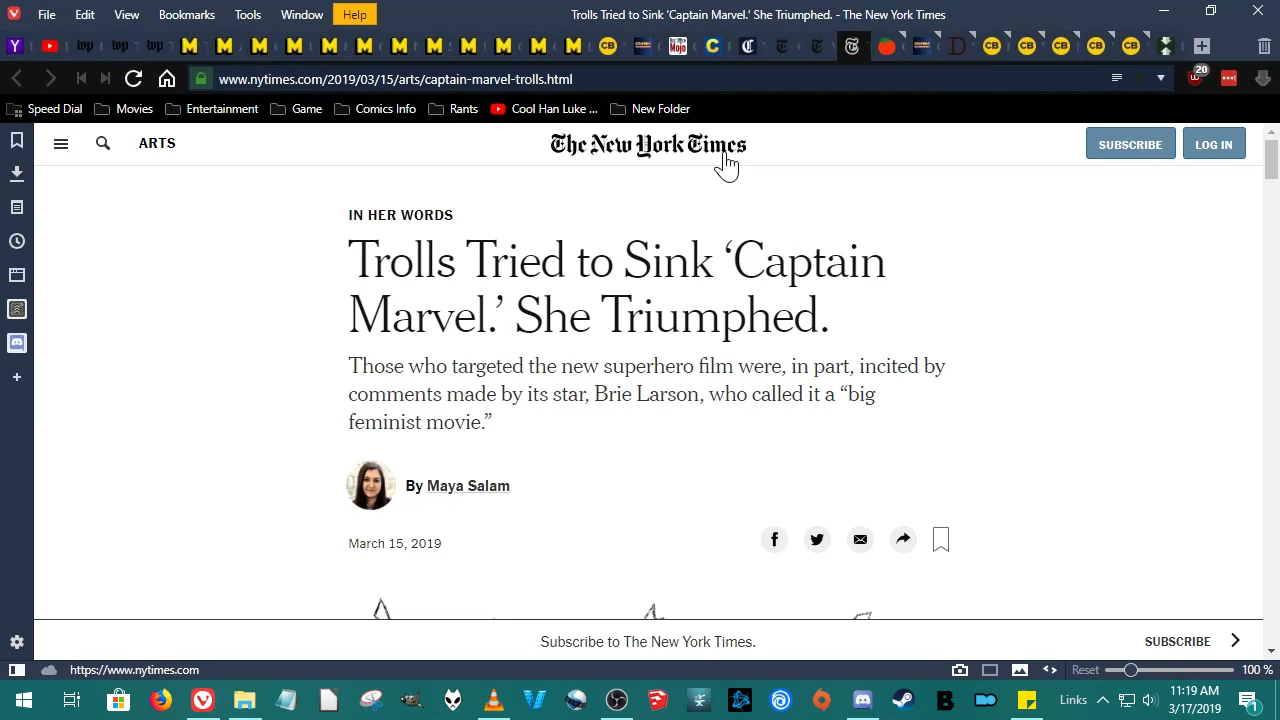 File Edit View Bookmarks Tools Window Help
Trolls Tried to Sink ‘Captain Marvel.’ She Triumphed. - The New York Times
www.nytimes.com/2019/03/15/arts/captain-marvel-trolls.html
20
Speed Dial Movies Entertainment Game Comics Info Rants Cool Han Luke ... New Folder
ARTS
The New York Times
SUBSCRIBE
LOG IN
IN HER WORDS
Trolls Tried to Sink ‘Captain
Marvel.’ She Triumphed.
Those who targeted the new superhero film were, in part, incited by
comments made by its star, Brie Larson, who called it a “big
feminist movie.”
By Maya Salam
March 15, 2019
Subscribe to The New York Times.
SUBSCRIBE
https://www.nytimes.com
Reset
100 %
Links
11:19 AM
3/17/2019
1